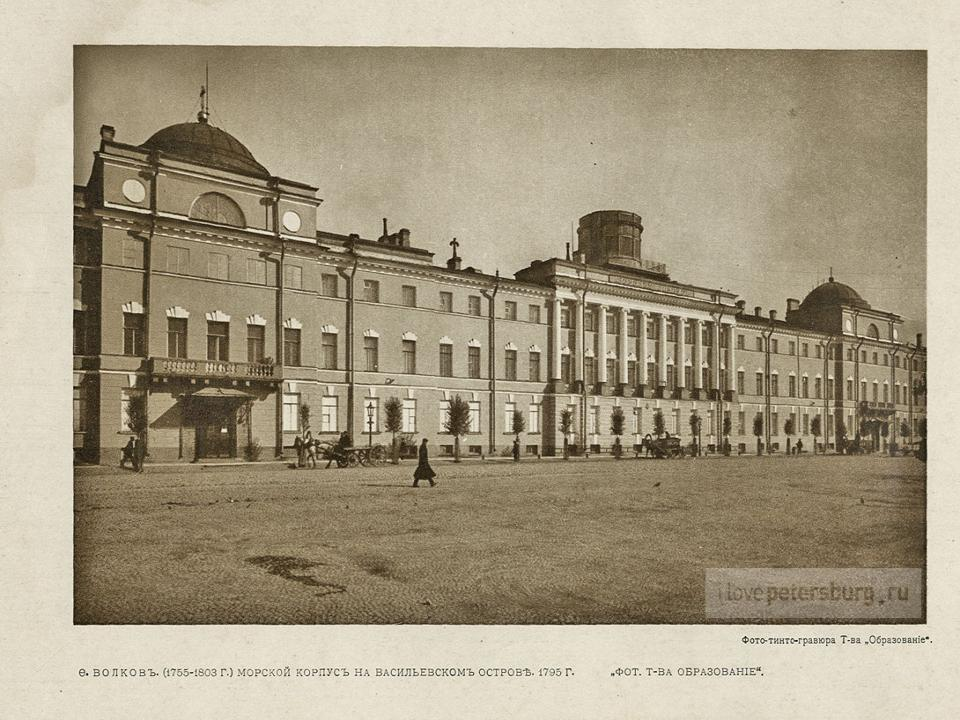 ilovepetersburg.ru
Фото-тинто-гравюра Т-ва „Образованіе“.
Ѳ. ВОЛКОВЪ. (1755-1803 Г.) МОРСКОЙ КОРПУСЪ НА ВАСИЛЬЕВСКОМЪ ОСТРОВѢ. 1795 Г. „ФОТ. Т-ВА ОБРАЗОВАНІЕ“.